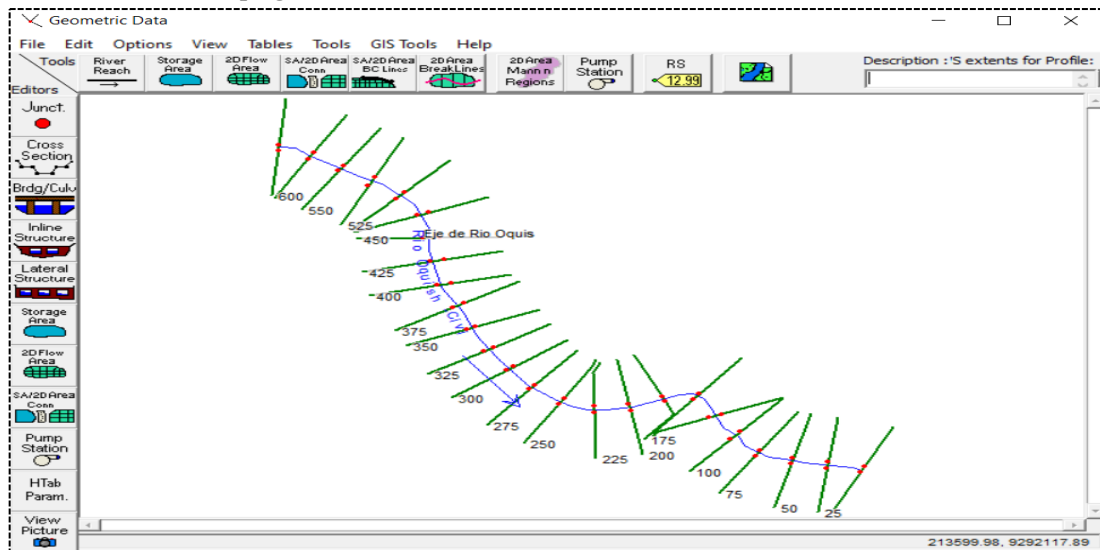 Geometric Data
File Edit Options View Tables Tools GIS Tools Help
Tools
Editors
River Reach
Storage Area
2D Flow Area
SA/2D Area Conn
SA/2D Area BC Lines
2D Area BreakLines
2D Area Mann n Regions
Pump Station
RS
12.99
Description :'S extents for Profile:
Junct.
Cross Section
Brdg/Culv
Inline Structure
Lateral Structure
Storage Area
2D Flow Area
SA/2D Area Conn
Pump Station
HTab Param.
View Picture
600
550
525
Eje de Rio Oquis
450
425
400
375
350
325
300
275
250
225
200
175
100
75
50
25
213599.98, 9292117.89